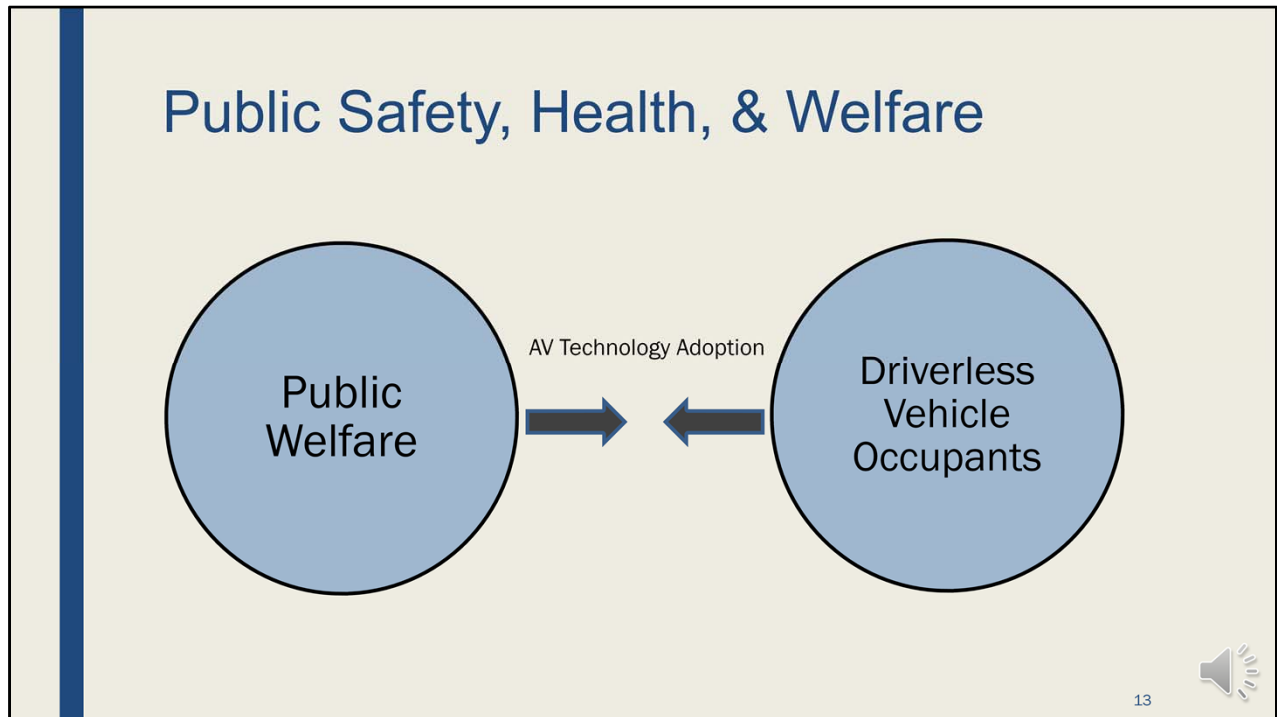 Public Safety, Health, & Welfare
Public
Welfare
AV Technology Adoption
Driverless
Vehicle
Occupants
13